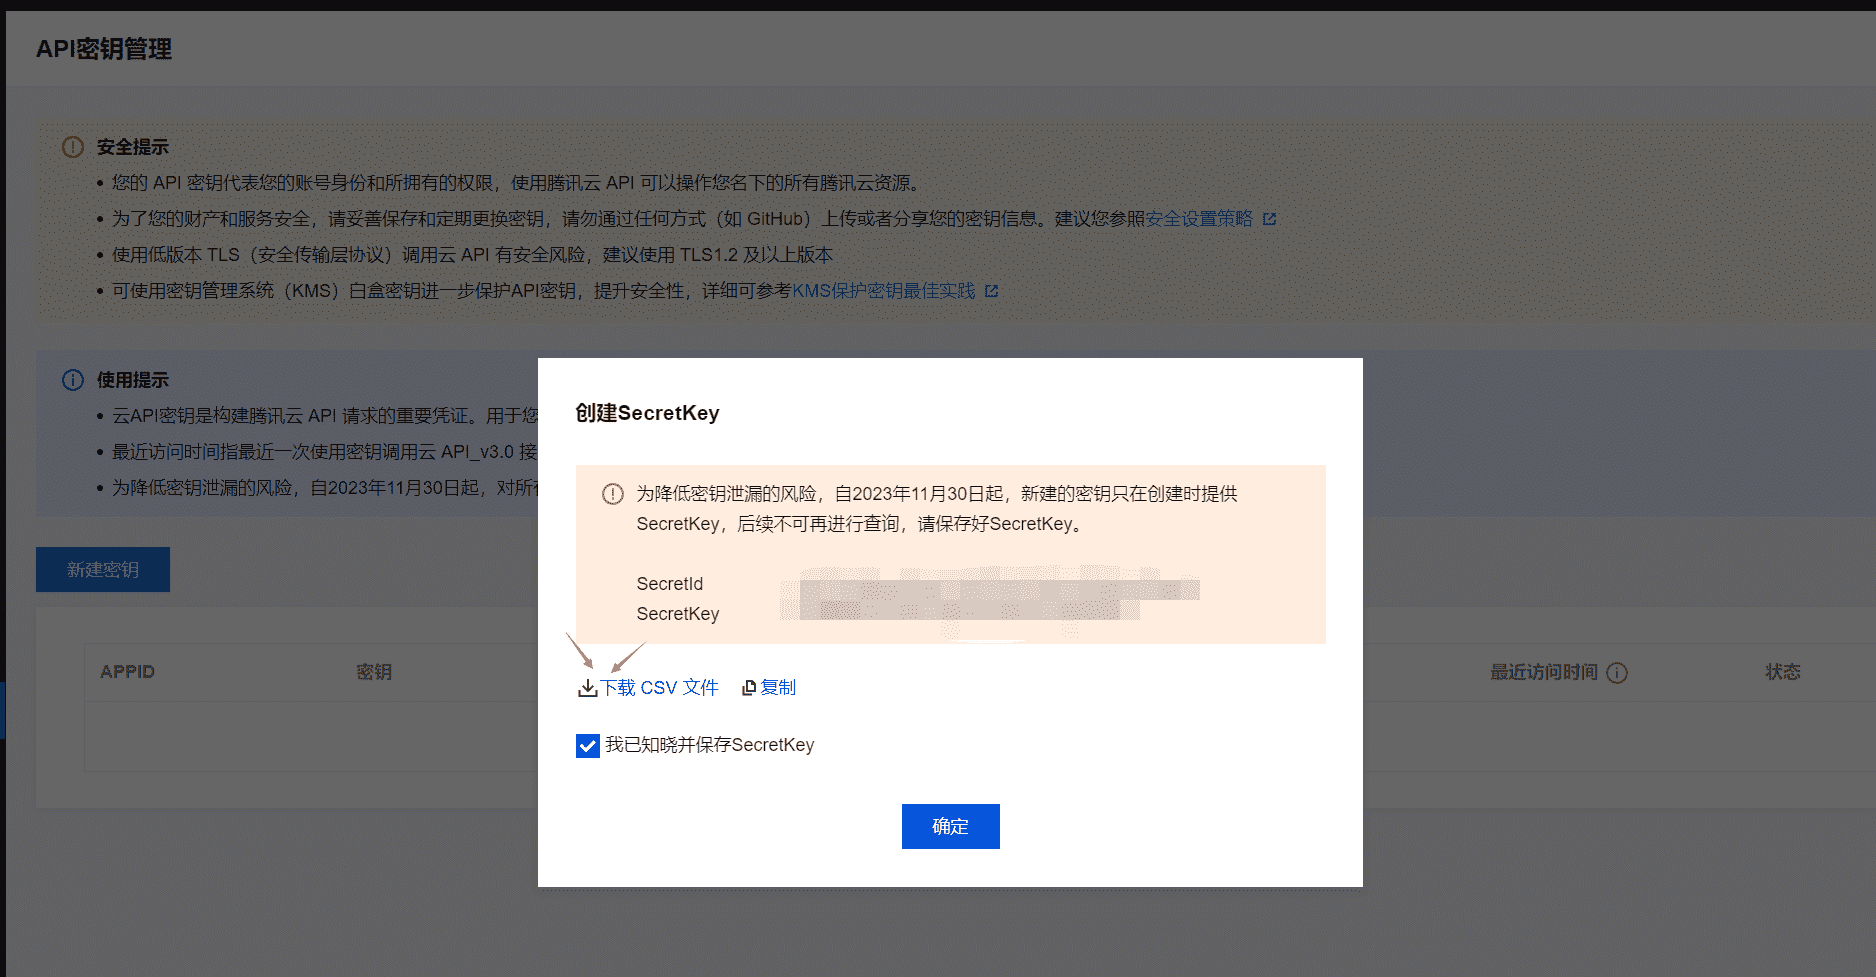 API密钥管理
安全提示
您的 API 密钥代表您的账号身份和所拥有的权限，使用腾讯云 API 可以操作您名下的所有腾讯云资源。
为了您的财产和服务安全，请妥善保存和定期更换密钥，请勿通过任何方式（如 GitHub）上传或者分享您的密钥信息。建议您参照安全设置策略
使用低版本 TLS（安全传输层协议）调用云 API 有安全风险，建议使用 TLS1.2 及以上版本
可使用密钥管理系统（KMS）白盒密钥进一步保护API密钥，提升安全性，详细可参考KMS保护密钥最佳实践
使用提示
云API密钥是构建腾讯云 API 请求的重要凭证。用于您
最近访问时间指最近一次使用密钥调用云 API_v3.0 接
为降低密钥泄漏的风险，自2023年11月30日起，对所有
新建密钥
APPID
密钥
最近访问时间
状态
创建SecretKey
为降低密钥泄漏的风险，自2023年11月30日起，新建的密钥只在创建时提供
SecretKey，后续不可再进行查询，请保存好SecretKey。
SecretId
SecretKey
下载 CSV 文件
复制
我已知晓并保存SecretKey
确定